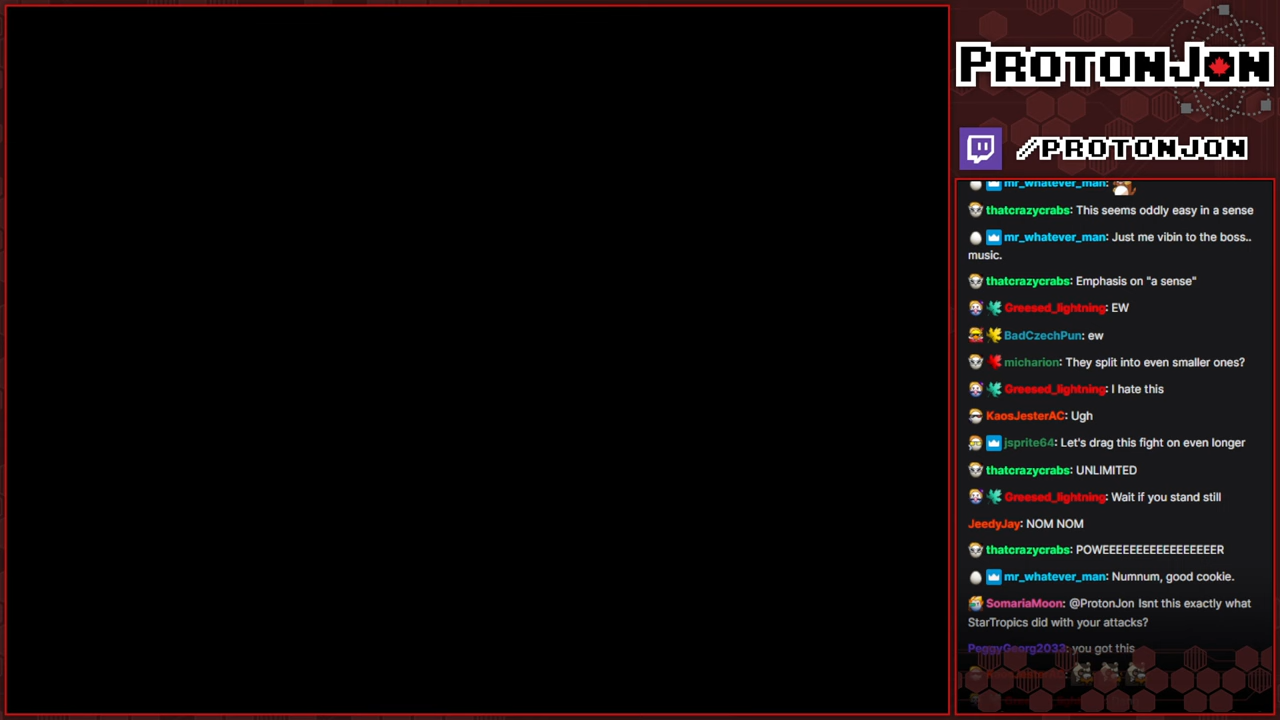 PROTONJON
/PROTONJON
mr_whatever_man:
thatcrazycrabs: This seems oddly easy in a sense
mr_whatever_man: Just me vibin to the boss..
music.
thatcrazycrabs: Emphasis on "a sense"
Greesed_lightning: EW
BadCzechPun: ew
micharion: They split into even smaller ones?
Greesed_lightning: I hate this
KaosJesterAC: Ugh
jsprite64: Let's drag this fight on even longer
thatcrazycrabs: UNLIMITED
Greesed_lightning: Wait if you stand still
JeedyJay: NOM NOM
thatcrazycrabs: POWEEEEEEEEEEEEEEEEER
mr_whatever_man: Numnum, good cookie.
SomariaMoon: @ProtonJon Isnt this exactly what
StarTropics did with your attacks?
PeggyGeorg2033: you got this